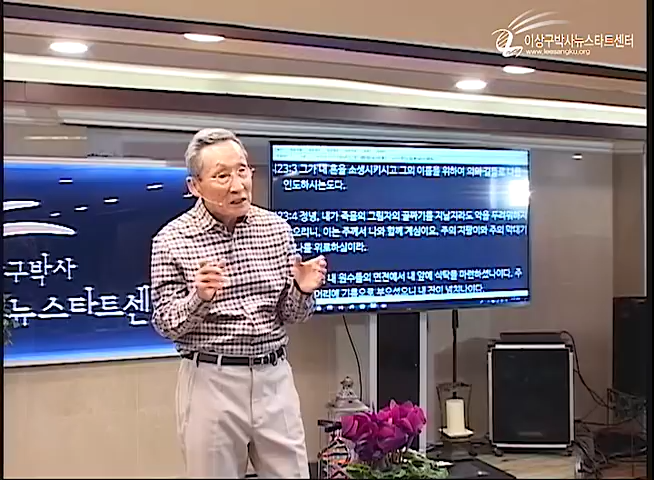 이상구박사뉴스타트센터
www.leesangku.org
23:3 그가 내 혼을 소생시키시고 그의 이름을 위하여 의의 길들로 나를
인도하시는도다.
23:4 정녕, 내가 죽음의 그림자의 골짜기를 지날지라도 악을 두려워하지
으리니, 이는 주께서 나와 함께 계심이요, 주의 지팡이와 주의 막대기
나를 위로하심이라.
내 원수들의 면전에서 내 앞에 식탁을 마련하셨나이다. 주
머리에 기름으로 부으셨으니 내 잔이 넘치나이다.
구박사
뉴스타트센